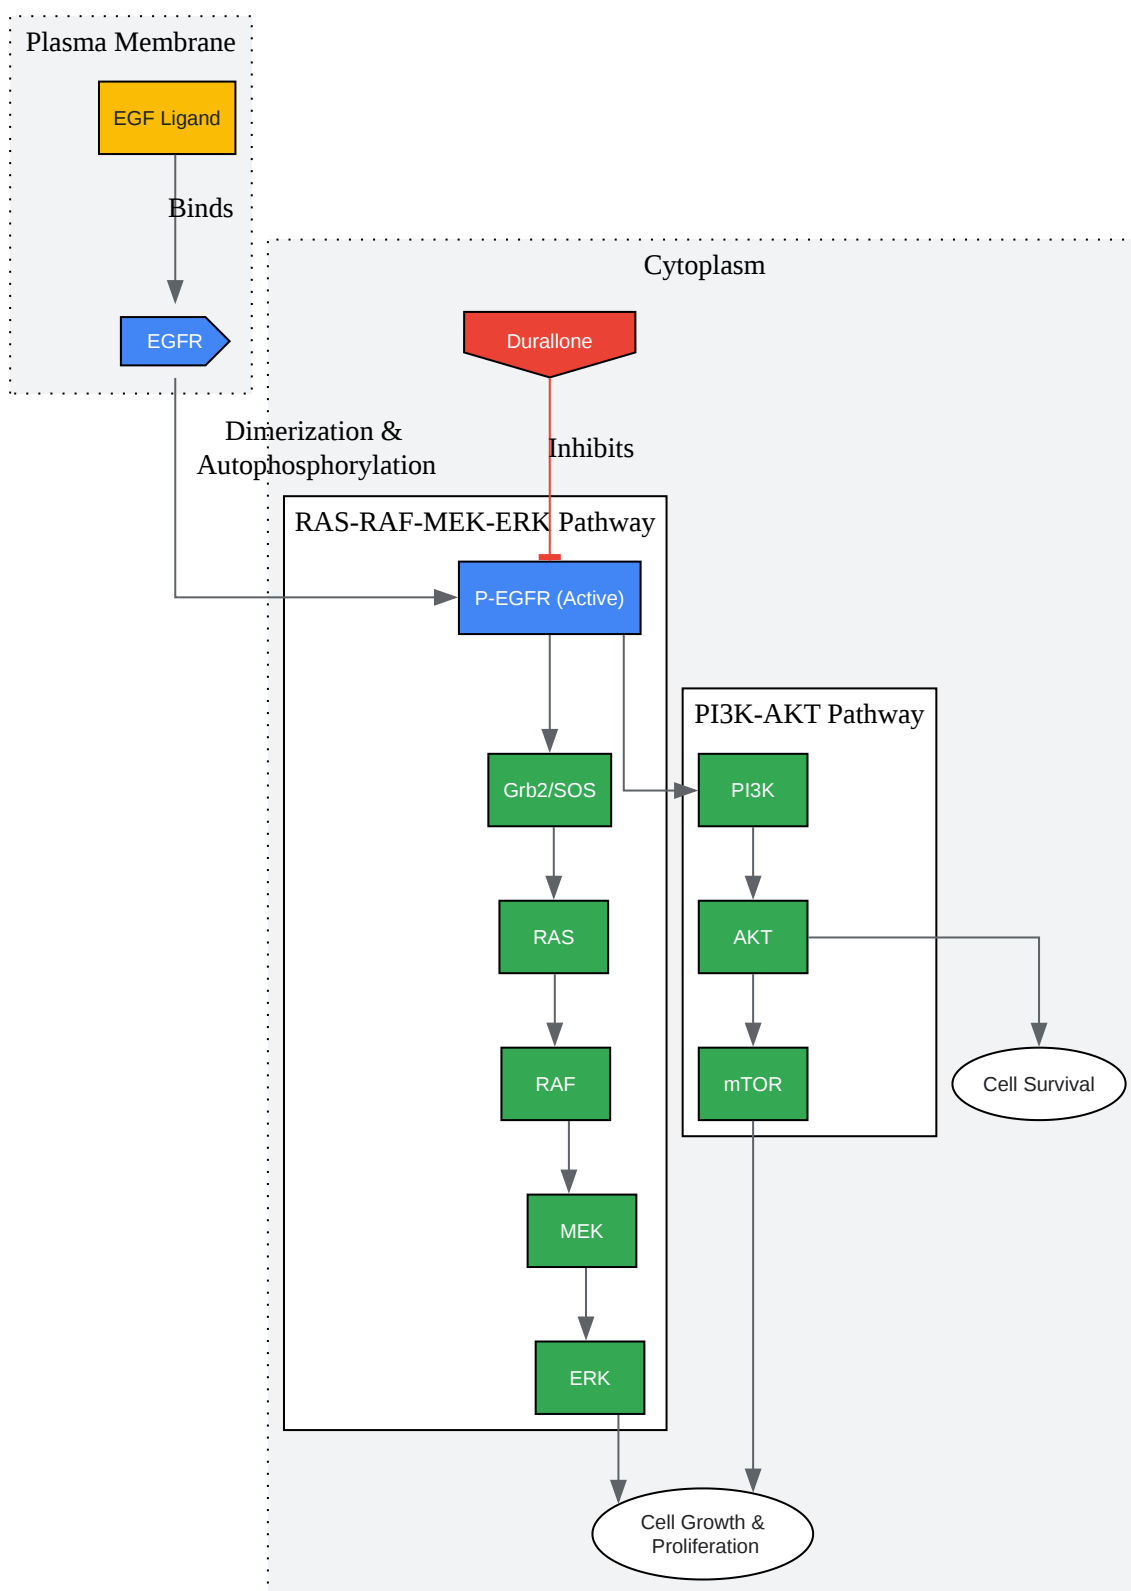 Plasma Membrane
EGF Ligand
Binds
EGFR
Cytoplasm
Durallone
Inhibits
Dimerization &
Autophosphorylation
RAS-RAF-MEK-ERK Pathway
P-EGFR (Active)
PI3K-AKT Pathway
Grb2/SOS
PI3K
RAS
AKT
RAF
mTOR
Cell Survival
MEK
ERK
Cell Growth &
Proliferation